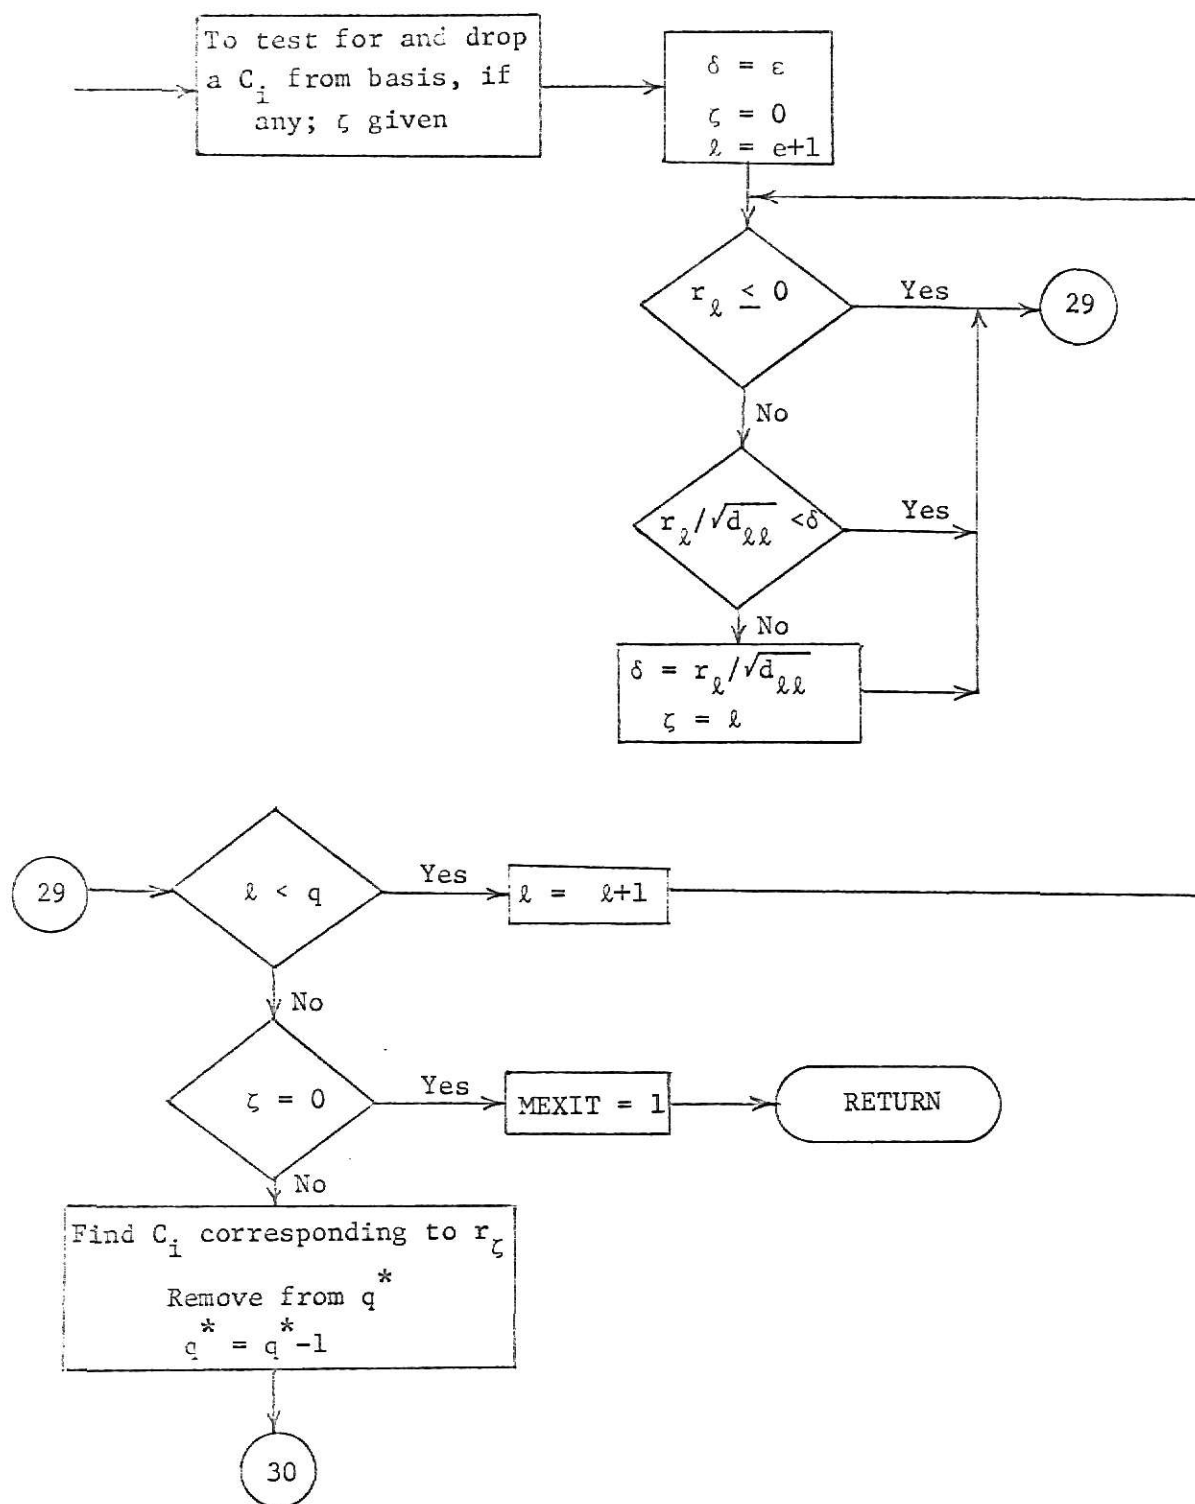 To test for and drop
a C_i from basis, if
any; ζ given
δ = ε
ζ = 0
ℓ = e+1
r_ℓ ≤ 0
Yes
29
No
r_ℓ/√d_ℓℓ <δ
Yes
No
δ = r_ℓ/√d_ℓℓ
ζ = ℓ
29
ℓ < q
Yes
ℓ = ℓ+1
No
ζ = 0
Yes
MEXIT = 1
RETURN
No
Find C_i corresponding to r_ζ
Remove from q*
q* = q*-1
30